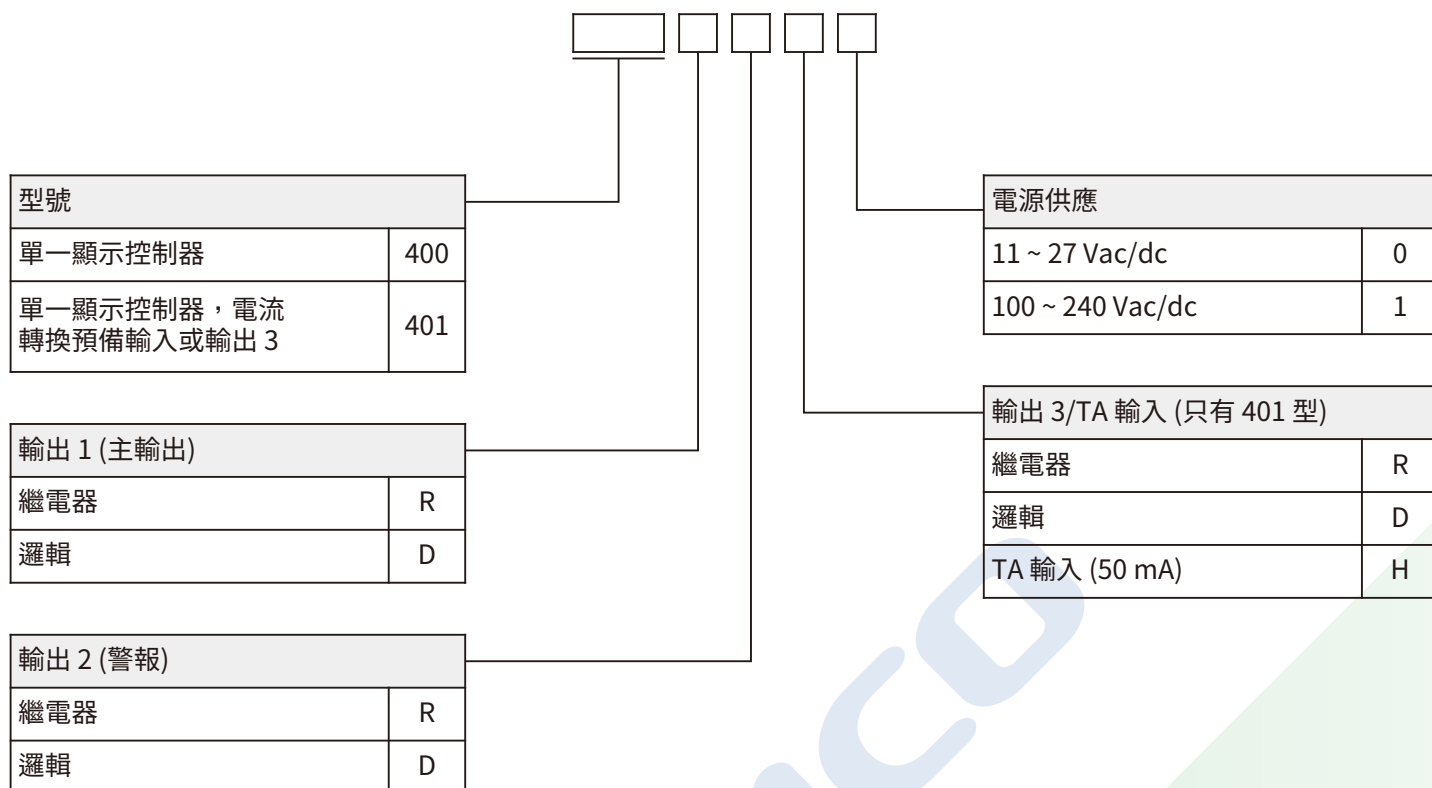 型號
單一顯示控制器 400
單一顯示控制器，電流
轉換預備輸入或輸出 3 401
輸出 1 (主輸出)
繼電器 R
邏輯 D
輸出 2 (警報)
繼電器 R
邏輯 D
電源供應
11 ~ 27 Vac/dc 0
100 ~ 240 Vac/dc 1
輸出 3/TA 輸入 (只有 401 型)
繼電器 R
邏輯 D
TA 輸入 (50 mA) H